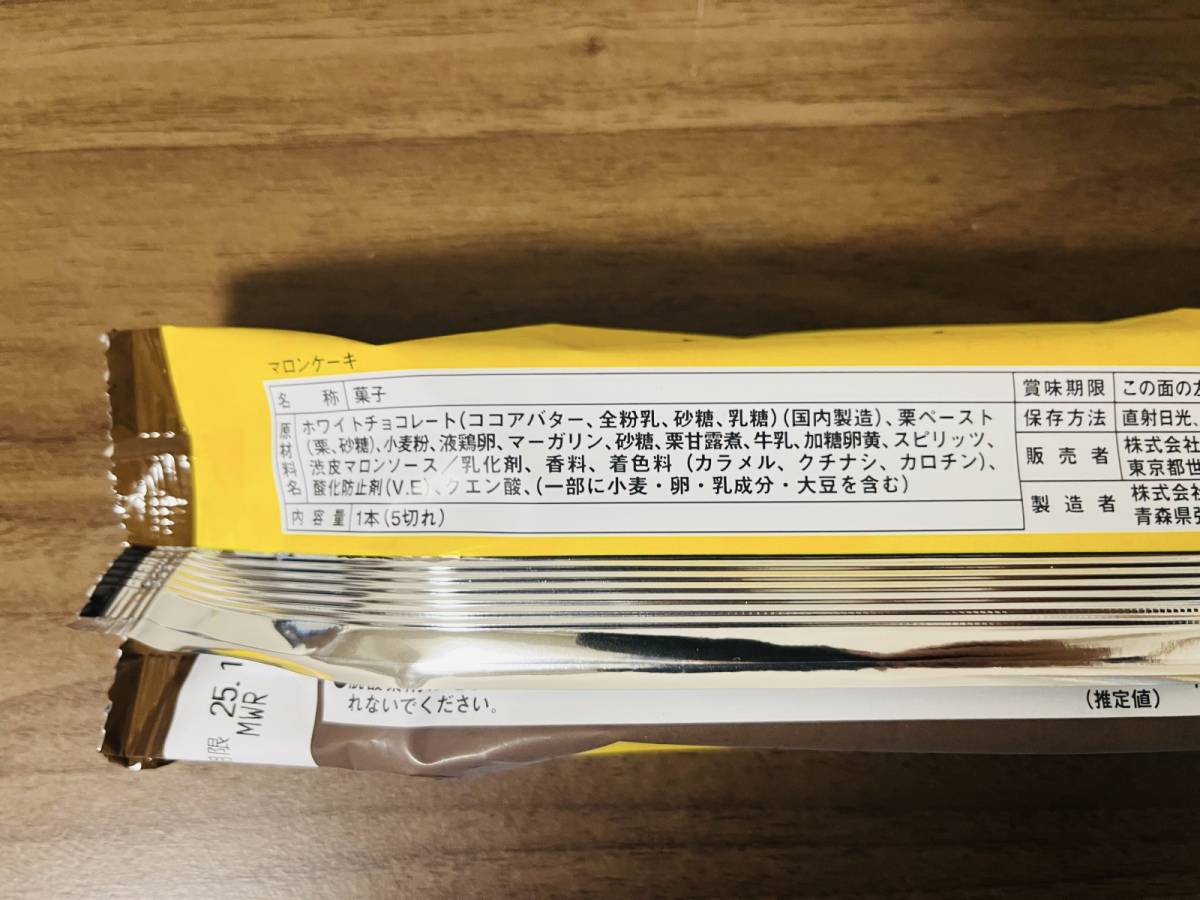 マロンケーキ
名称 菓子
原材料名 ホワイトチョコレート(ココアバター、全粉乳、砂糖、乳糖)(国内製造)、栗ペースト
(栗、砂糖)、小麦粉、液鶏卵、マーガリン、砂糖、栗甘露煮、牛乳、加糖卵黄、スピリッツ、
渋皮マロンソース／乳化剤、香料、着色料(カラメル、クチナシ、カロチン)、
酸化防止剤(V.E)、クエン酸、(一部に小麦・卵・乳成分・大豆を含む)
内容量 1本(5切れ)
賞味期限 この面の
保存方法 直射日光、
販売者 株式会社
東京都世
製造者 株式会社
青森県
25.1
MWR
れないでください。
(推定値)